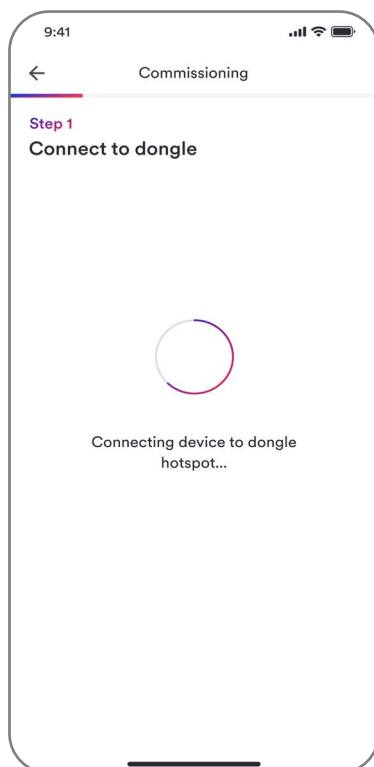 9:41
Commissioning
Step 1
Connect to dongle
Connecting device to dongle
hotspot...